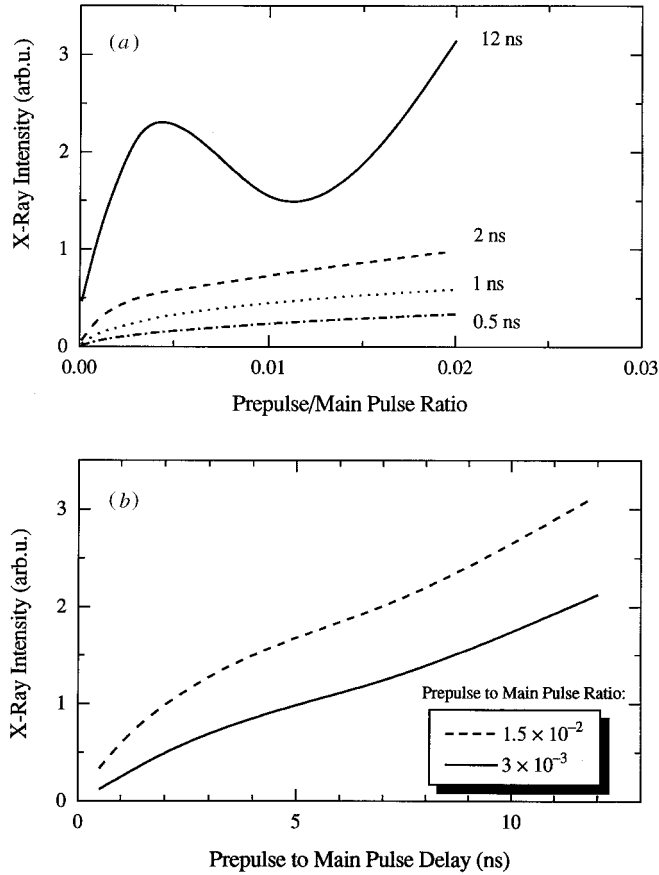 (a)
X-Ray Intensity (arb.u.)
3
2
1
0
12 ns
2 ns
1 ns
0.5 ns
0.00
0.01
0.02
0.03
Prepulse/Main Pulse Ratio
(b)
X-Ray Intensity (arb.u.)
3
2
1
0
Prepulse to Main Pulse Ratio:
1.5 × 10⁻²
3 × 10⁻³
0
5
10
Prepulse to Main Pulse Delay (ns)